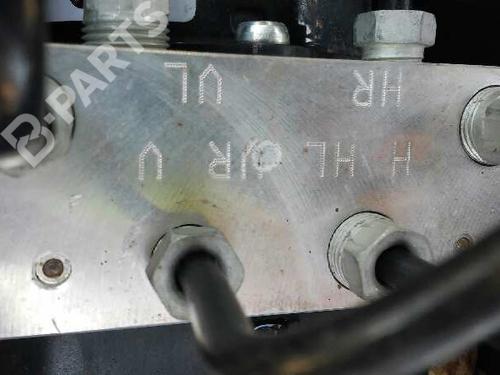 VL HR
V VR HL H
B-PARTS